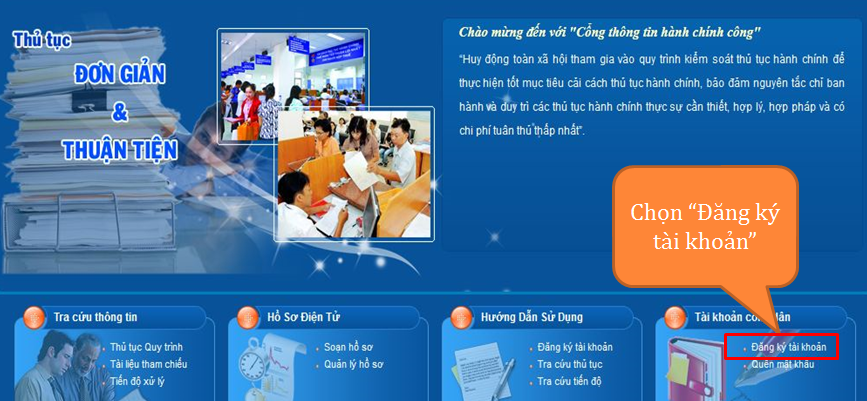 Thủ tục
ĐƠN GIẢN
&
THUẬN TIỆN
Chào mừng đến với "Cổng thông tin hành chính công"
“Huy động toàn xã hội tham gia vào quy trình kiểm soát thủ tục hành chính để
thực hiện tốt mục tiêu cải cách thủ tục hành chính, bảo đảm nguyên tắc chỉ ban
hành và duy trì các thủ tục hành chính thực sự cần thiết, hợp lý, hợp pháp và có
chi phí tuân thủ thấp nhất”.
Chọn “Đăng ký
tài khoản”
Tra cứu thông tin
Thủ tục Quy trình
Tài liệu tham chiếu
Tiến độ xử lý
Hồ Sơ Điện Tử
Soạn hồ sơ
Quản lý hồ sơ
Hướng Dẫn Sử Dụng
Đăng ký tài khoản
Tra cứu thủ tục
Tra cứu tiến độ
Tài khoản
Đăng ký tài khoản
Quên mật khẩu